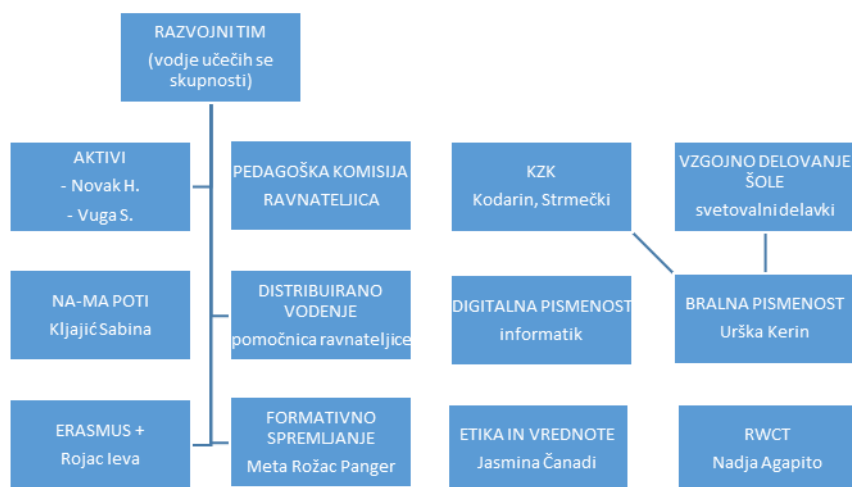 RAZVOJNI TIM
(vodje učečih se
skupnosti)
AKTIVI
- Novak H.
- Vuga S.
PEDAGOŠKA KOMISIJA
RAVNATELJICA
KZK
Kodarin, Strmečki
VZGOJNO DELOVANJE
ŠOLE
svetovalni delavki
NA-MA POTI
Kljajić Sabina
DISTRIBUIRANO
VODENJE
pomočnica ravnateljice
DIGITALNA PISMENOST
informatik
BRALNA PISMENOST
Urška Kerin
ERASMUS +
Rojac Ieva
FORMATIVNO
SPREMLJANJE
Meta Rožac Panger
ETIKA IN VREDNOTE
Jasmina Čanadi
RWCT
Nadja Agapito